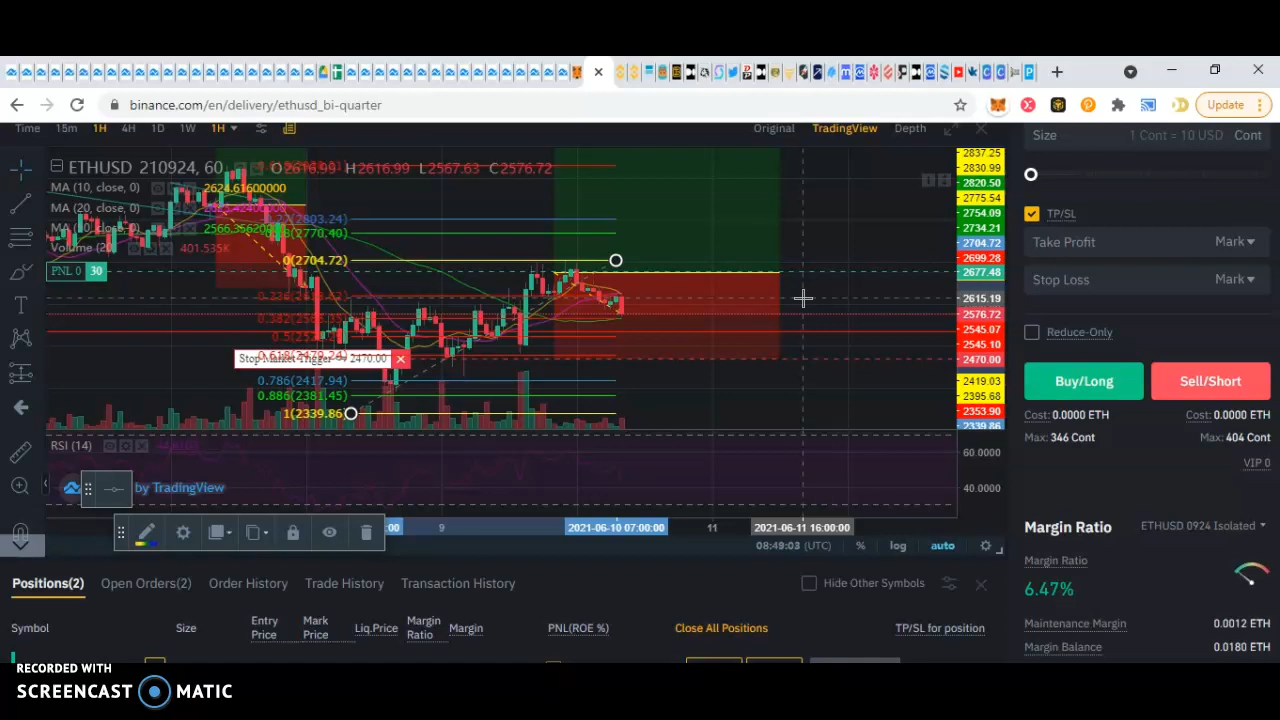 binance.com/en/delivery/ethusd_bi-quarter
Update
Time 15m 1H 4H 1D 1W 1H Original TradingView Depth
ETHUSD 210924, 60 H2616.99 L2567.63 C2576.72
MA (10, close, 0) 2624.61600000
MA (20, close, 0)
Volume (20) 401.535K
PNL 0 30
0(2704.72)
0.786(2417.94)
0.886(2381.45)
1(2339.86)
RSI (14)
by TradingView
2837.25
2830.99
2820.50
2775.54
2754.09
2734.21
2704.72
2699.28
2677.48
2615.19
2576.72
2545.07
2545.10
2470.00
2419.03
2395.68
2353.90
2339.86
60.00000
40.0000
:00 9 2021-06-10 07:00:00 11 2021-06-11 16:00:00
08:49:03 (UTC) % log auto
Size 1 Cont = 10 USD Cont
TP/SL
Take Profit Mark
Stop Loss Mark
Reduce-Only
Buy/Long Sell/Short
Cost: 0.0000 ETH Cost: 0.0000 ETH
Max: 346 Cont Max: 404 Cont
VIP 0
Margin Ratio ETHUSD 0924 Isolated
Margin Ratio
6.47%
Maintenance Margin 0.0012 ETH
Margin Balance 0.0180 ETH
Positions(2) Open Orders(2) Order History Trade History Transaction History Hide Other Symbols
Symbol Size Entry Price Mark Price Liq.Price Margin Ratio Margin PNL(ROE %) Close All Positions TP/SL for position
RECORDED WITH
SCREENCAST MATIC